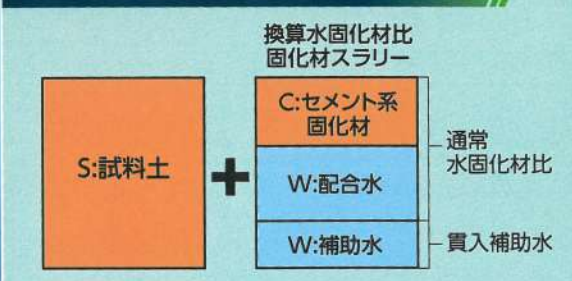 換算水固化材比
固化材スラリー
S:試料土
+
C:セメント系
固化材
W:配合水
W:補助水
通常
水固化材比
貫入補助水